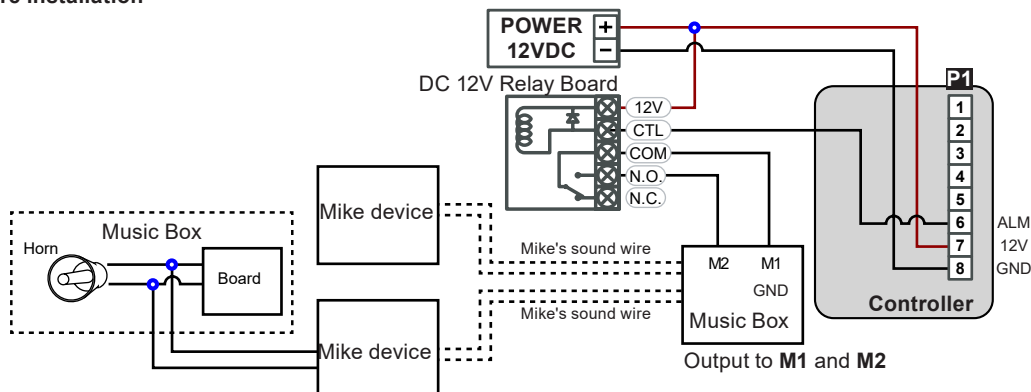 Installation
POWER +
12VDC −
DC 12V Relay Board
12V
CTL
COM
N.O.
N.C.
P1
1
2
3
4
5
6 ALM
7 12V
8 GND
Controller
Mike device
Mike's sound wire
Music Box
Horn
Board
Mike device
Mike's sound wire
M2 M1
GND
Music Box
Output to M1 and M2